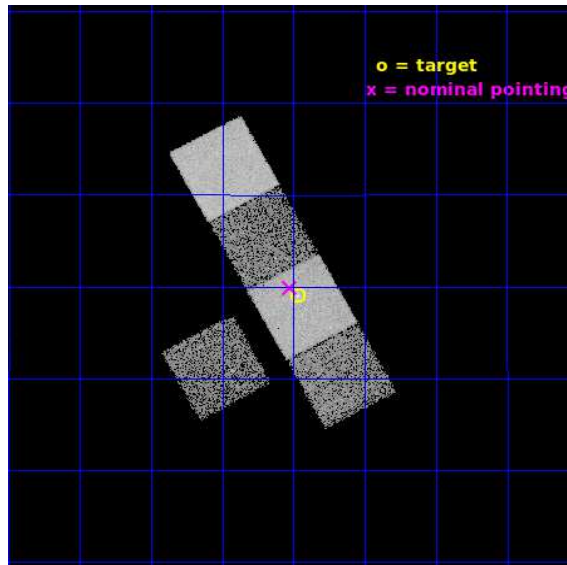 o = target
x = nominal pointing